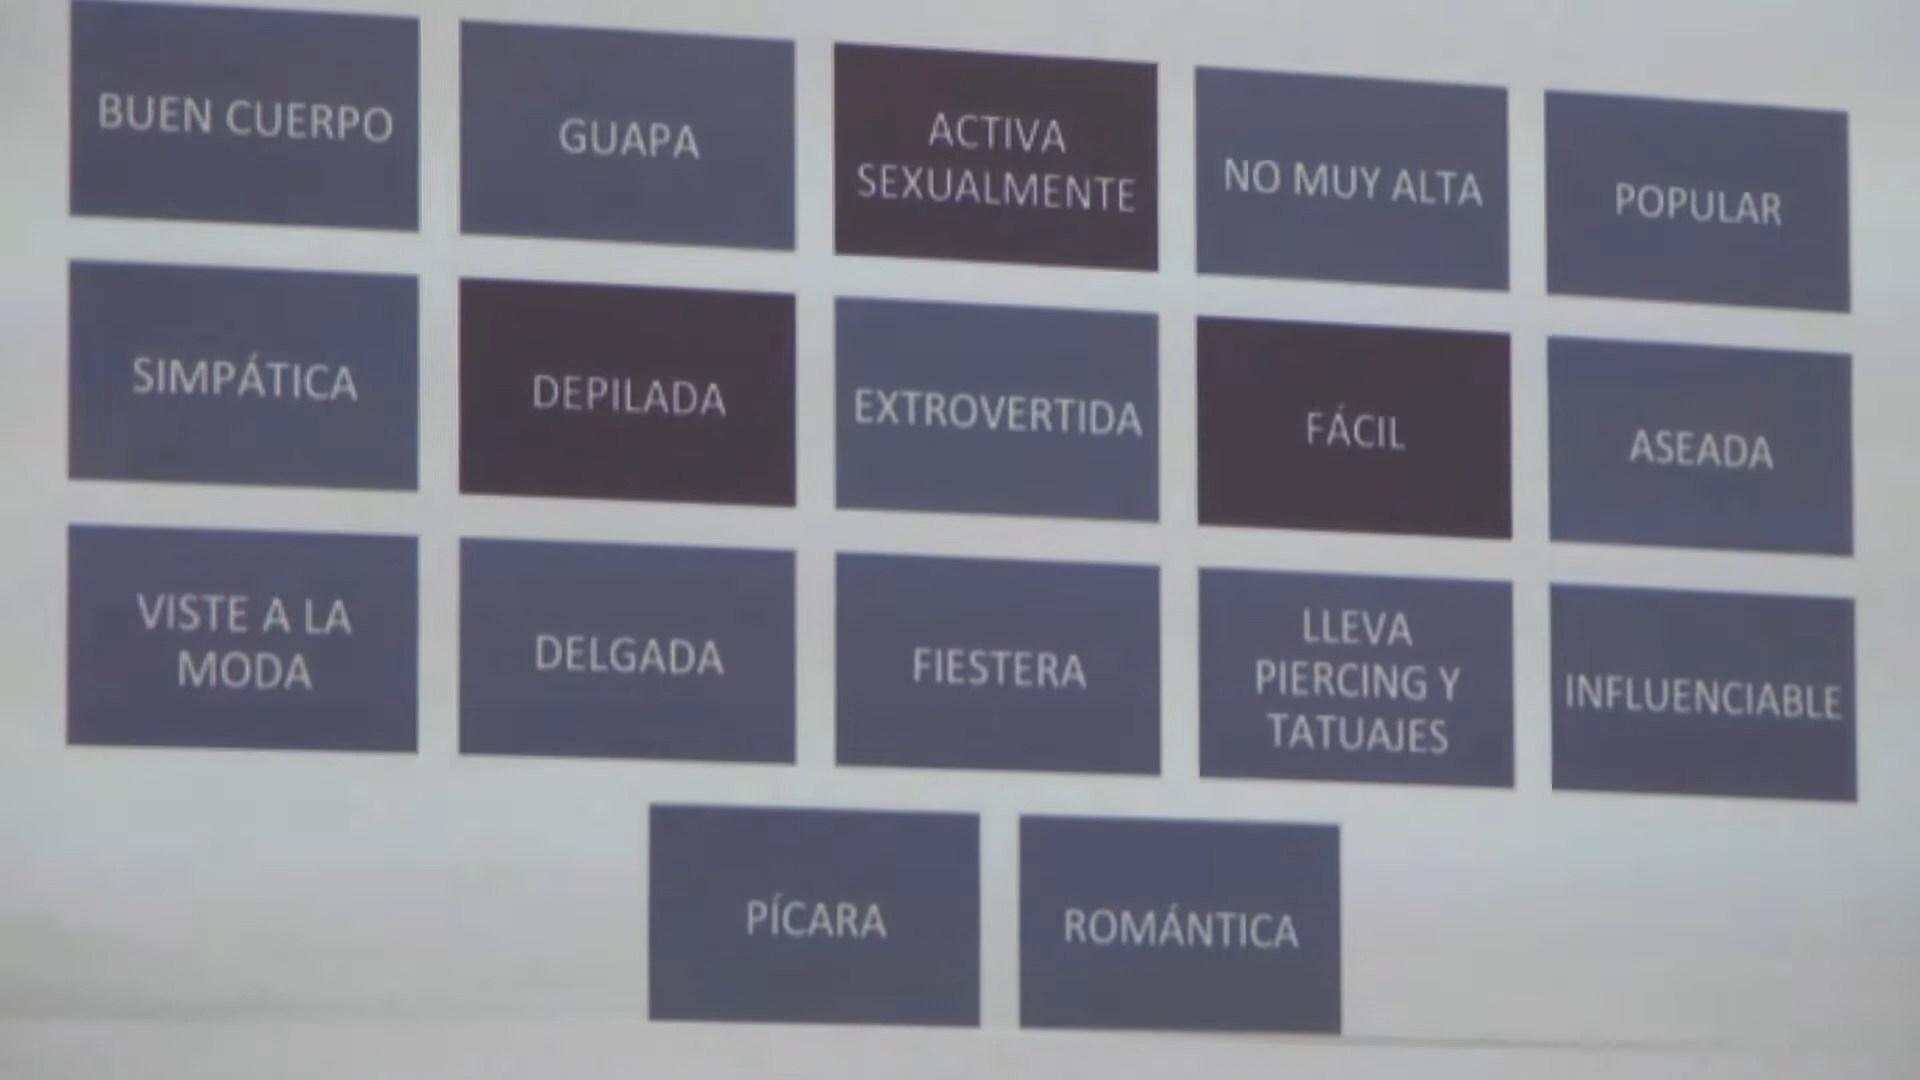 BUEN CUERPO
GUAPA
ACTIVA
SEXUALMENTE
NO MUY ALTA
POPULAR
SIMPÁTICA
DEPILADA
EXTROVERTIDA
FÁCIL
ASEADA
VISTE A LA
MODA
DELGADA
FIESTERA
LLEVA
PIERCING Y
TATUAJES
INFLUENCIABLE
PÍCARA
ROMÁNTICA